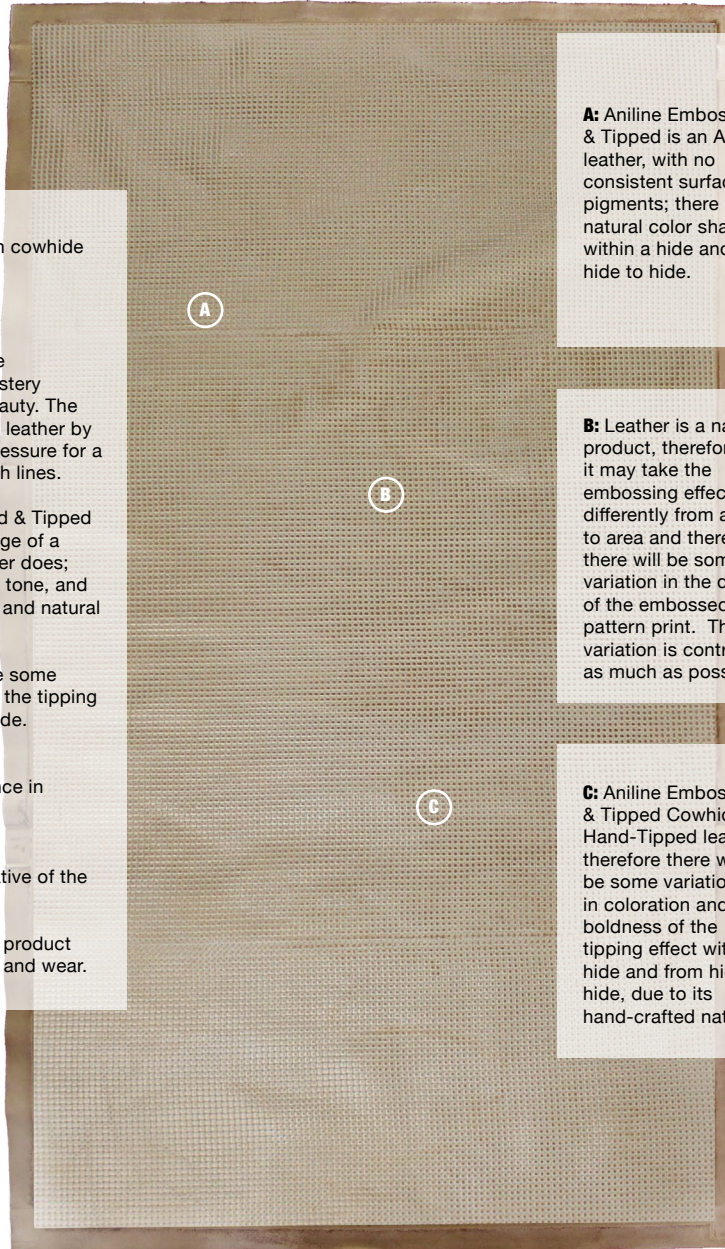 n cowhide
e
stery
auty. The
leather by
essure for a
h lines.
d & Tipped
ge of a
er does;
tone, and
and natural
e some
the tipping
de.
nce in
tive of the
product
and wear.
A
B
C
A: Aniline Embos
& Tipped is an A
leather, with no
consistent surfac
pigments; there
natural color sha
within a hide and
hide to hide.
B: Leather is a na
product, therefor
it may take the
embossing effec
differently from a
to area and there
there will be som
variation in the d
of the embossed
pattern print. Th
variation is contr
as much as poss
C: Aniline Embos
& Tipped Cowhid
Hand-Tipped lea
therefore there w
be some variatio
in coloration and
boldness of the
tipping effect wit
hide and from hi
hide, due to its
hand-crafted nat